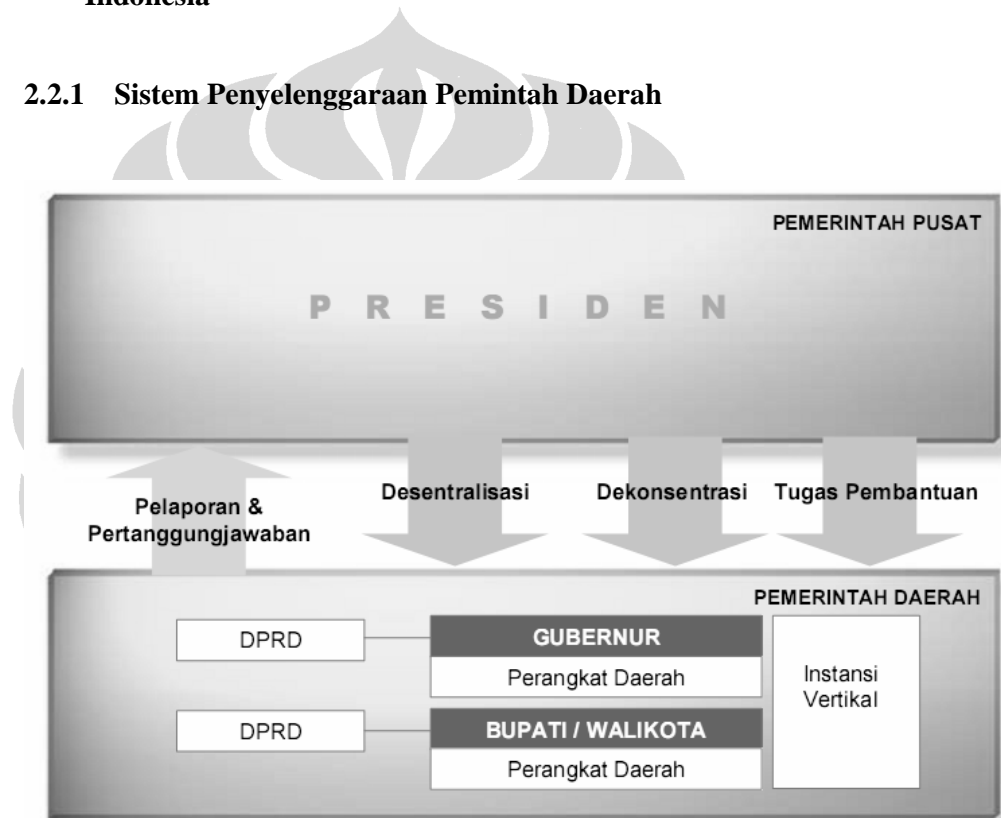 Indonesia
2.2.1 Sistem Penyelenggaraan Pemintah Daerah
PEMERINTAH PUSAT
PRESIDEN
Pelaporan &
Pertanggungjawaban
Desentralisasi
Dekonsentrasi
Tugas Pembantuan
PEMERINTAH DAERAH
DPRD
GUBERNUR
Perangkat Daerah
DPRD
BUPATI / WALIKOTA
Perangkat Daerah
Instansi
Vertikal